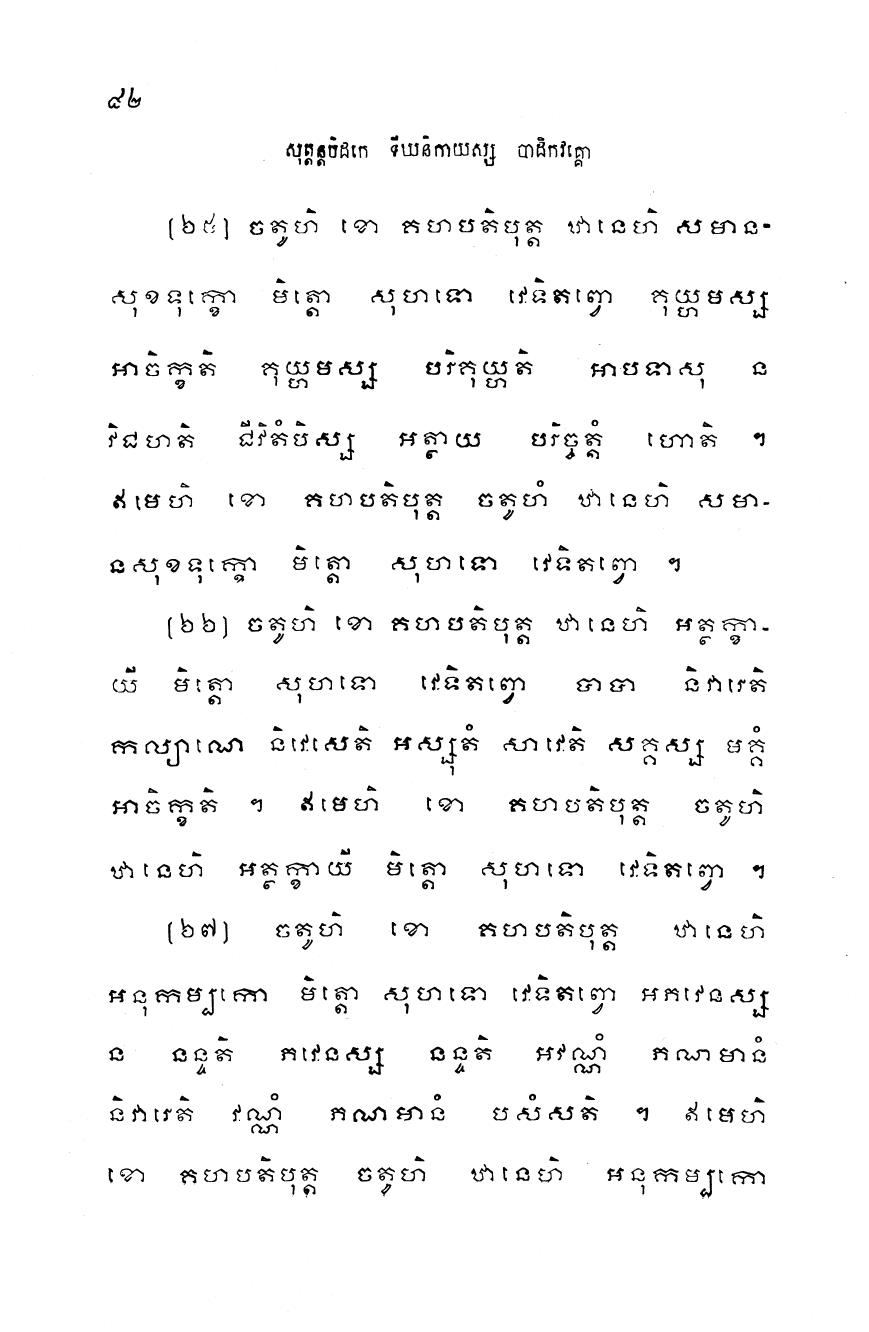 ៩២
សុត្តន្តបិដកេ ទីឃនិកាយស្ស បាដិកវគ្គោ
(២៥) ចតូហិ ខោ គហបតិបុត្ត ឋានេហិ សមាន-
សុខទុក្ខោ មិត្តោ សុហទោ វេទិតព្វោ គុយ្ហមស្ស
អាចិក្ខតិ គុយ្ហមស្ស បរិគុយ្ហតិ អាបទាសុ ន
វិជហតិ ជីវិតំបិស្ស អត្ថាយ បរិច្ចត្តំ ហោតិ ។
ឥមេហិ ខោ គហបតិបុត្ត ចតូហិ ឋានេហិ សមា-
នសុខទុក្ខោ មិត្តោ សុហទោ វេទិតព្វោ ។
(២៦) ចតូហិ ខោ គហបតិបុត្ត ឋានេហិ អត្ថក្ខា-
យី មិត្តោ សុហទោ វេទិតព្វោ បាបា និវារេតិ
កល្យាណេ និវេសេតិ អស្សុតំ សាវេតិ សគ្គស្ស មគ្គំ
អាចិក្ខតិ ។ ឥមេហិ ខោ គហបតិបុត្ត ចតូហិ
ឋានេហិ អត្ថក្ខាយី មិត្តោ សុហទោ វេទិតព្វោ ។
(២៧) ចតូហិ ខោ គហបតិបុត្ត ឋានេហិ
អនុកម្បកោ មិត្តោ សុហទោ វេទិតព្វោ អភវេនស្ស
ន នន្ទតិ ភវេនស្ស នន្ទតិ អវណ្ណំ ភណមានំ
និវារេតិ វណ្ណំ ភណមានំ បសំសតិ ។ ឥមេហិ
ខោ គហបតិបុត្ត ចតូហិ ឋានេហិ អនុកម្បកោ